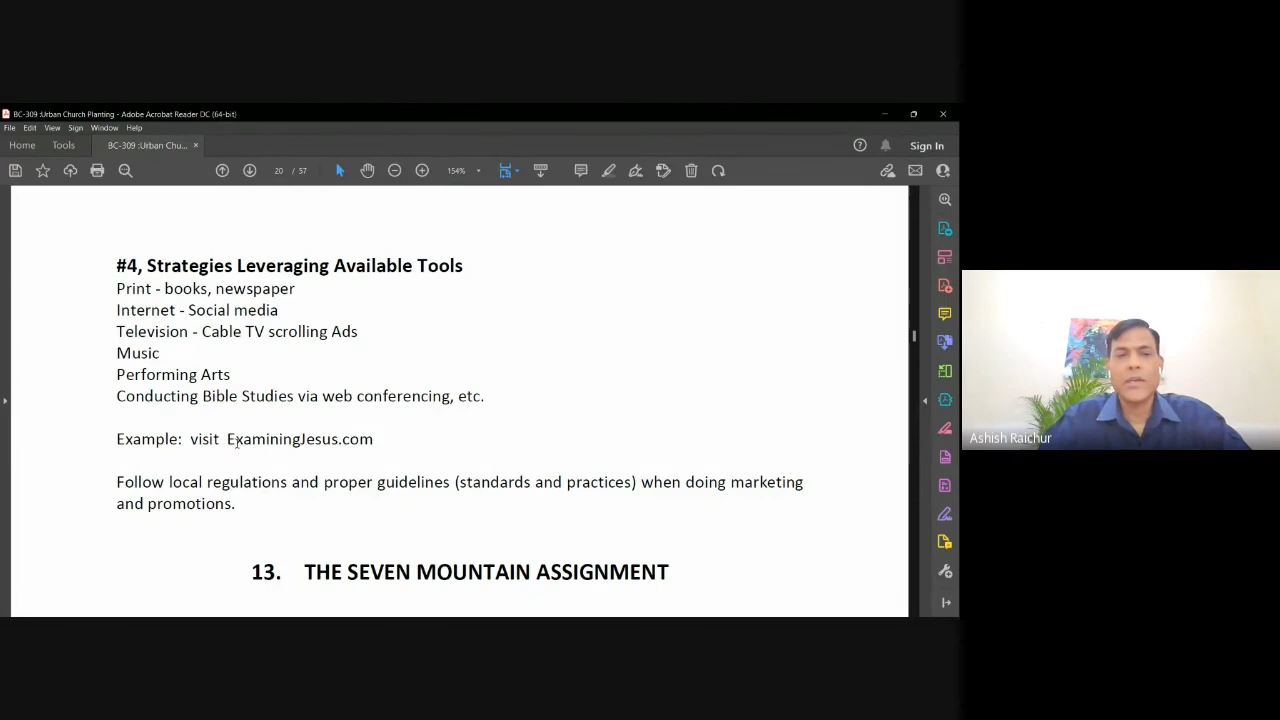 BC-309 :Urban Church Planting - Adobe Acrobat Reader DC (64-bit)
File Edit View Sign Window Help
Home Tools BC-309 :Urban Chu... × Sign In
20 / 57 154%
#4, Strategies Leveraging Available Tools
Print - books, newspaper
Internet - Social media
Television - Cable TV scrolling Ads
Music
Performing Arts
Conducting Bible Studies via web conferencing, etc.
Example: visit ExaminingJesus.com
Follow local regulations and proper guidelines (standards and practices) when doing marketing
and promotions.
13. THE SEVEN MOUNTAIN ASSIGNMENT
Ashish Raichur